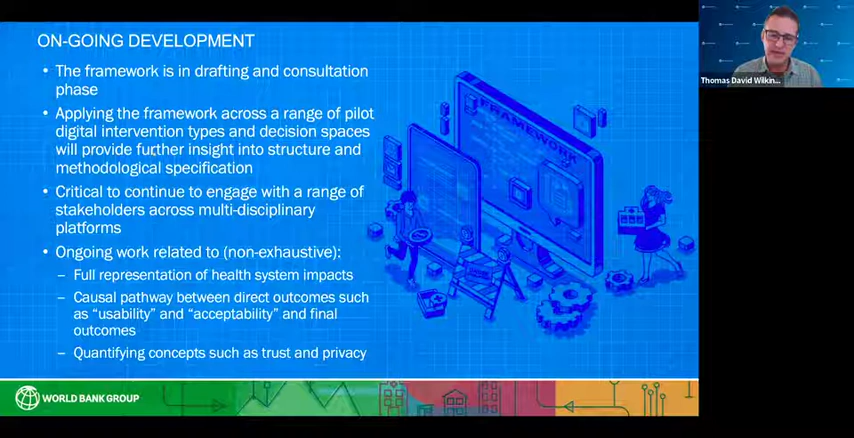 ON-GOING DEVELOPMENT
• The framework is in drafting and consultation
phase
• Applying the framework across a range of pilot
digital intervention types and decision spaces
will provide further insight into structure and
methodological specification
• Critical to continue to engage with a range of
stakeholders across multi-disciplinary
platforms
• Ongoing work related to (non-exhaustive):
– Full representation of health system impacts
– Causal pathway between direct outcomes such
as “usability” and “acceptability” and final
outcomes
– Quantifying concepts such as trust and privacy
FRAMEWORK
WORLD BANK GROUP
Thomas David Wilkin...